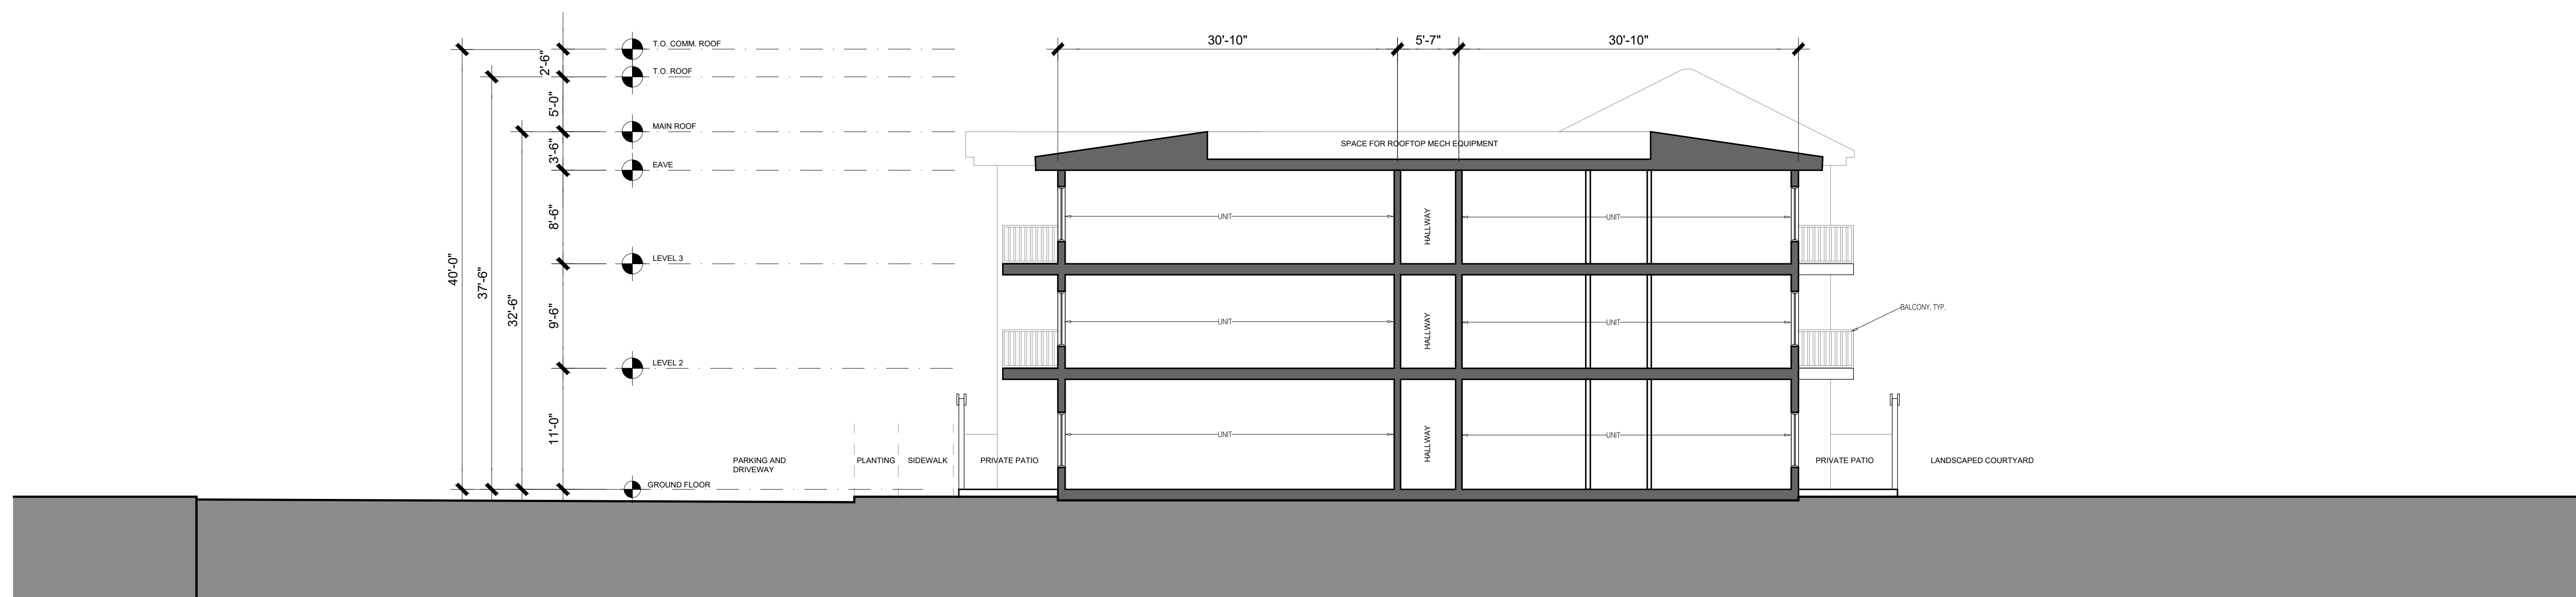 T.O. COMM. ROOF
2'-6"
T.O. ROOF
5'-0"
MAIN ROOF
3'-6"
EAVE
8'-6"
LEVEL 3
9'-6"
LEVEL 2
11'-0"
GROUND FLOOR
40'-0"
37'-6"
32'-6"
30'-10"
5'-7"
30'-10"
SPACE FOR ROOFTOP MECH EQUIPMENT
UNIT
HALLWAY
UNIT
UNIT
HALLWAY
UNIT
BALCONY, TYP.
UNIT
HALLWAY
UNIT
PARKING AND
DRIVEWAY
PLANTING
SIDEWALK
PRIVATE PATIO
PRIVATE PATIO
LANDSCAPED COURTYARD